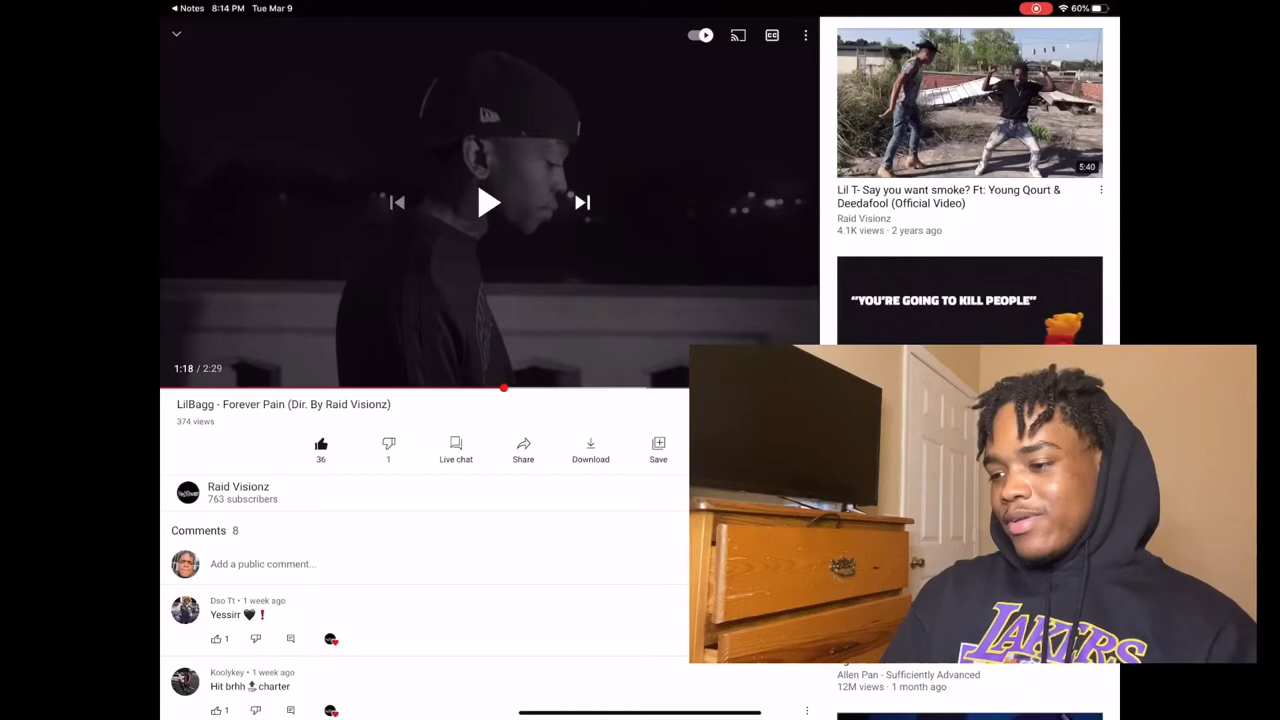 Notes 8:14 PM Tue Mar 9
60%
CC
1:18 / 2:29
LilBagg - Forever Pain (Dir. By Raid Visionz)
374 views
36
1
Live chat
Share
Download
Save
Raid Visionz
763 subscribers
Comments 8
Add a public comment...
Dso Tt • 1 week ago
Yessirr 🖤❗
1
Koolykey • 1 week ago
Hit brhh 🔝 charter
1
5:40
Lil T- Say you want smoke? Ft: Young Qourt &
Deedafool (Official Video)
Raid Visionz
4.1K views · 2 years ago
"YOU'RE GOING TO KILL PEOPLE"
LAKERS
Allen Pan - Sufficiently Advanced
12M views · 1 month ago